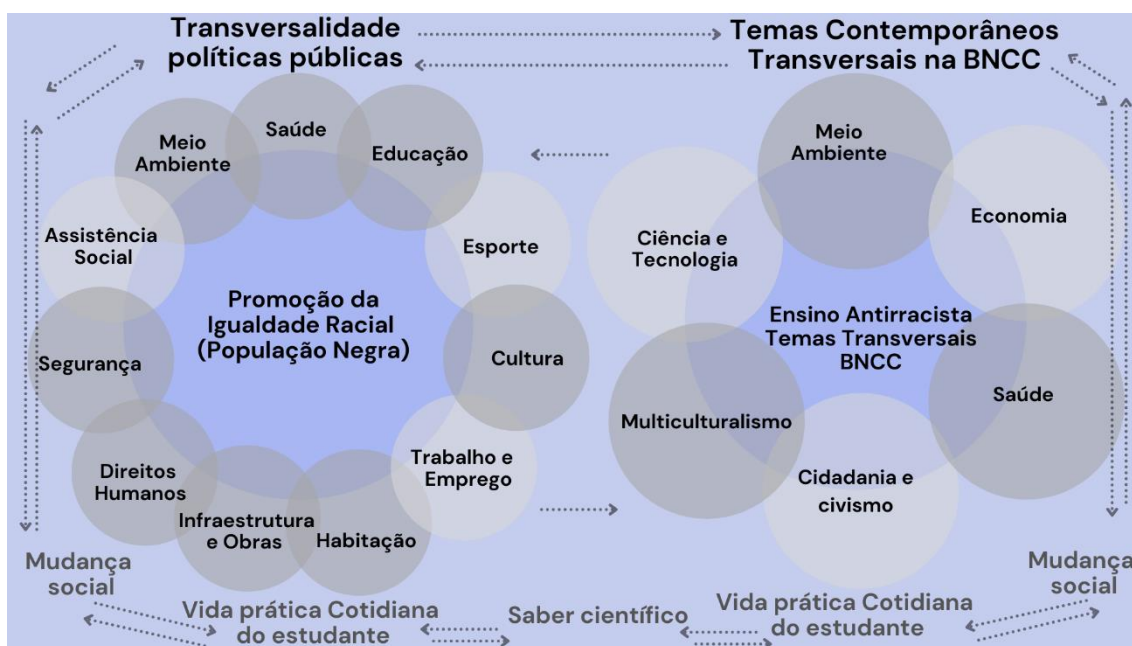 Transversalidade
políticas públicas
Temas Contemporâneos
Transversais na BNCC
Saúde
Meio
Ambiente
Educação
Assistência
Social
Esporte
Promoção da
Igualdade Racial
(População Negra)
Segurança
Cultura
Direitos
Humanos
Trabalho e
Emprego
Infraestrutura
e Obras
Habitação
Meio
Ambiente
Economia
Ciência e
Tecnologia
Ensino Antirracista
Temas Transversais
BNCC
Saúde
Multiculturalismo
Cidadania e
civismo
Mudança
social
Vida prática Cotidiana
do estudante
Saber científico
Vida prática Cotidiana
do estudante
Mudança
social